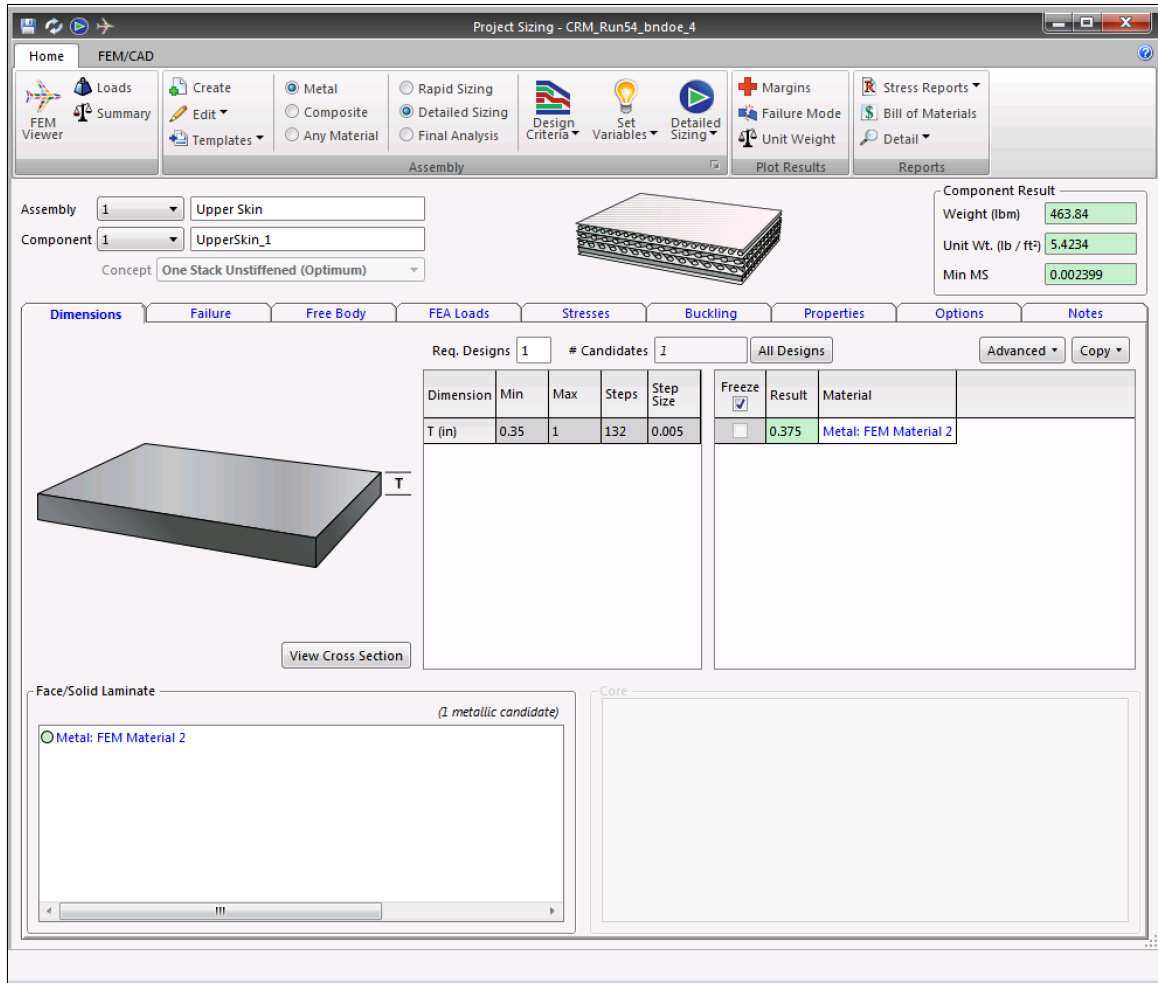 Project Sizing - CRM_Run54_bndoe_4
Home FEM/CAD
FEM Viewer
Loads
Summary
Create
Edit
Templates
Metal
Composite
Any Material
Rapid Sizing
Detailed Sizing
Final Analysis
Design Criteria
Set Variables
Detailed Sizing
Margins
Failure Mode
Unit Weight
Stress Reports
Bill of Materials
Detail
Assembly Plot Results Reports
Assembly 1 Upper Skin
Component 1 UpperSkin_1
Concept One Stack Unstiffened (Optimum)
Component Result
Weight (lbm) 463.84
Unit Wt. (lb / ft²) 5.4234
Min MS 0.002399
Dimensions Failure Free Body FEA Loads Stresses Buckling Properties Options Notes
Req. Designs 1 # Candidates 1 All Designs Advanced Copy
Dimension Min Max Steps Step Size Freeze Result Material
T (in) 0.35 1 132 0.005 0.375 Metal: FEM Material 2
T
View Cross Section
Face/Solid Laminate
(1 metallic candidate)
Metal: FEM Material 2
Core